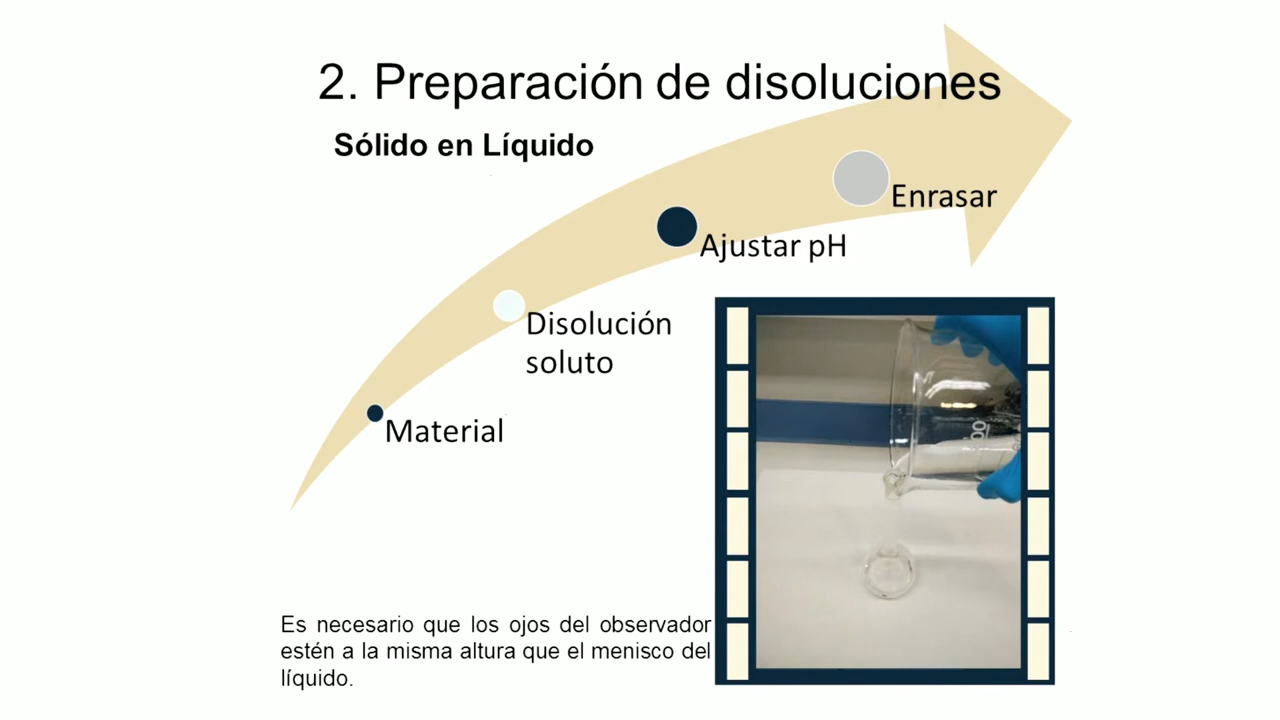 2. Preparación de disoluciones
Sólido en Líquido
Enrasar
Ajustar pH
Disolución
soluto
Material
Es necesario que los ojos del observador
estén a la misma altura que el menisco del
líquido.